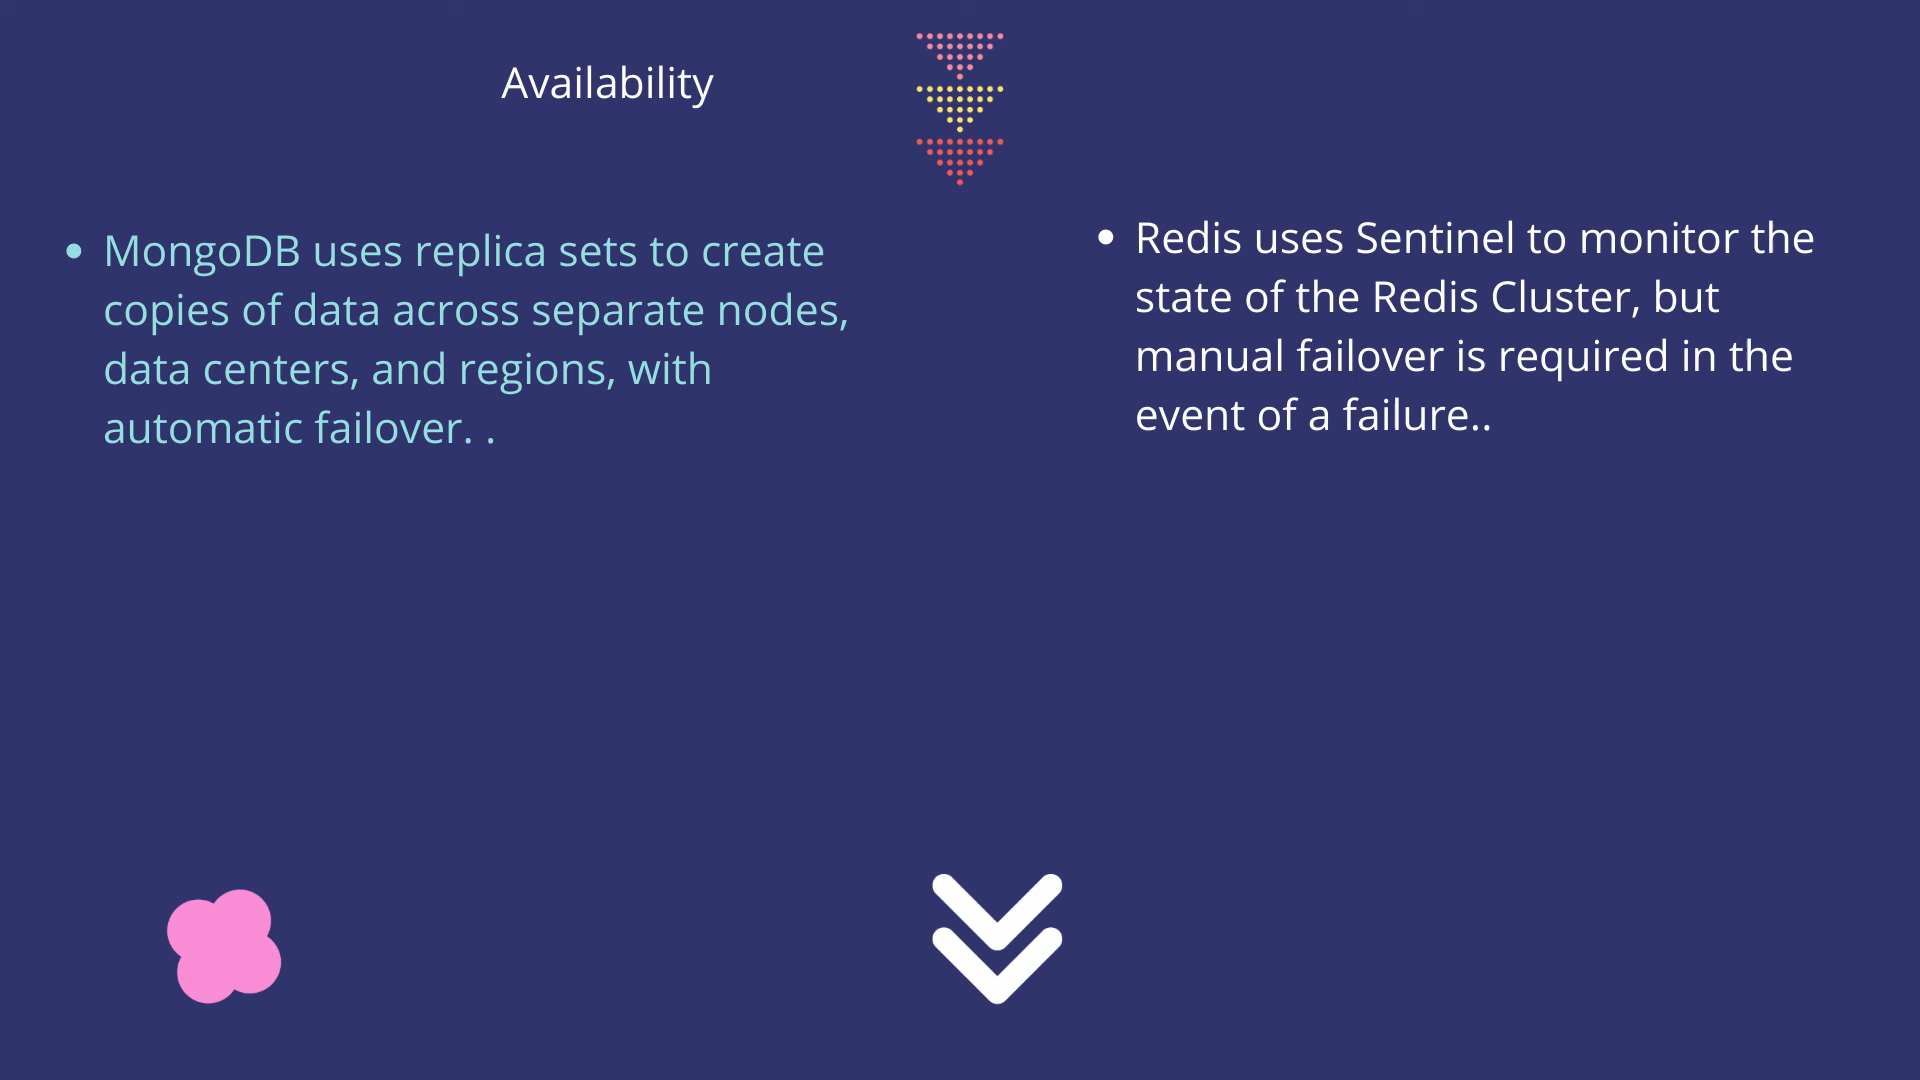 Availability
• MongoDB uses replica sets to create
copies of data across separate nodes,
data centers, and regions, with
automatic failover. .
• Redis uses Sentinel to monitor the
state of the Redis Cluster, but
manual failover is required in the
event of a failure..